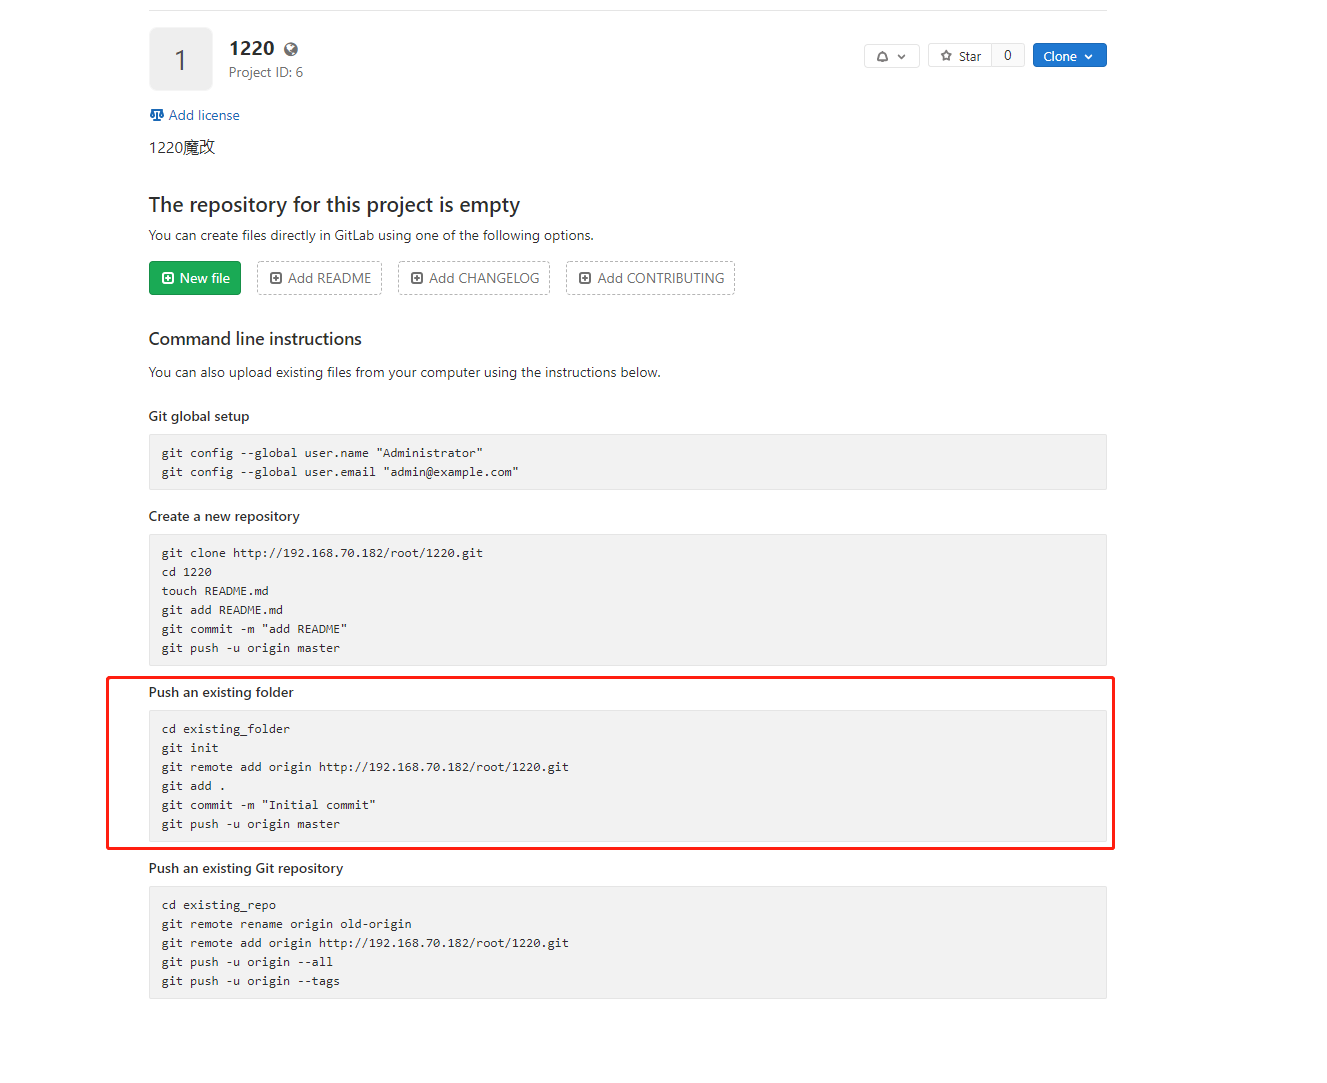 1
1220
Project ID: 6
Star
0
Clone
Add license
1220魔改
The repository for this project is empty
You can create files directly in GitLab using one of the following options.
New file
Add README
Add CHANGELOG
Add CONTRIBUTING
Command line instructions
You can also upload existing files from your computer using the instructions below.
Git global setup
git config --global user.name "Administrator"
git config --global user.email "admin@example.com"
Create a new repository
git clone http://192.168.70.182/root/1220.git
cd 1220
touch README.md
git add README.md
git commit -m "add README"
git push -u origin master
Push an existing folder
cd existing_folder
git init
git remote add origin http://192.168.70.182/root/1220.git
git add .
git commit -m "Initial commit"
git push -u origin master
Push an existing Git repository
cd existing_repo
git remote rename origin old-origin
git remote add origin http://192.168.70.182/root/1220.git
git push -u origin --all
git push -u origin --tags